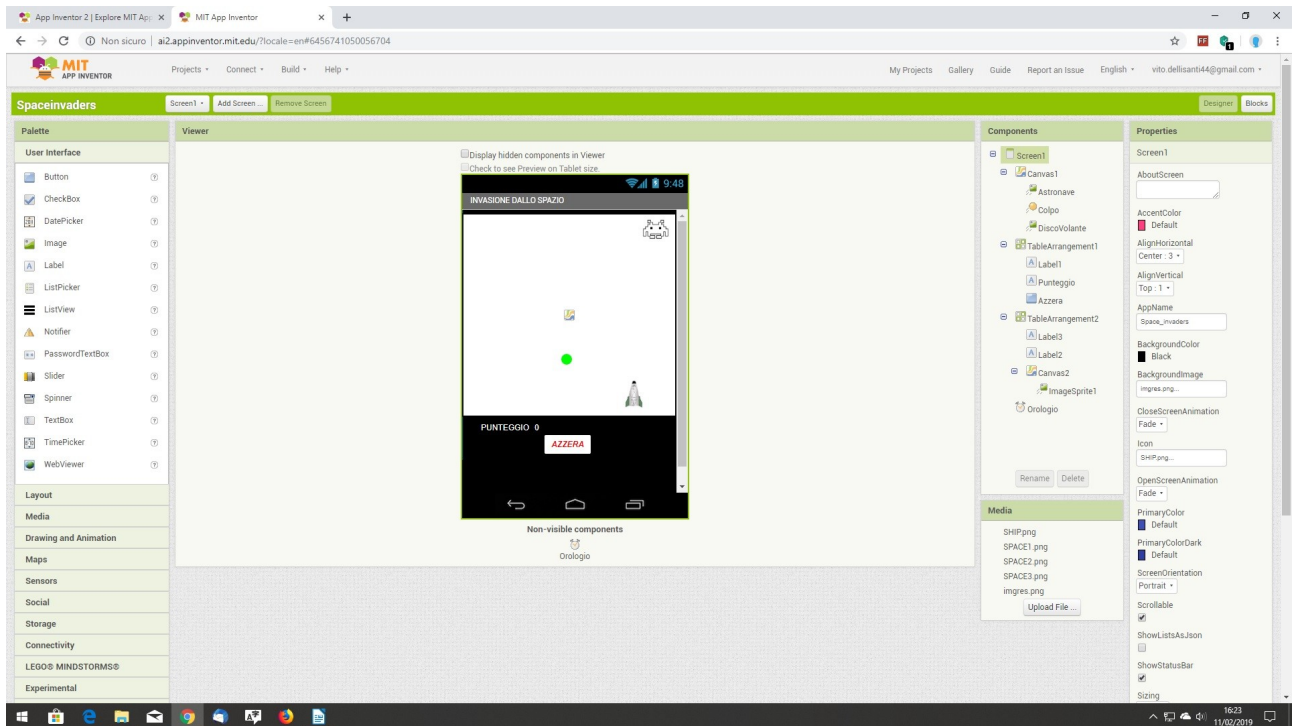 App Inventor 2 | Explore MIT Ap
MIT App Inventor
Non sicuro | ai2.appinventor.mit.edu/?locale=en#6456741050056704
MIT
APP INVENTOR
Projects
Connect
Build
Help
My Projects
Gallery
Guide
Report an Issue
English
vito.dellisanti44@gmail.com
Spaceinvaders
Screen1
Add Screen ...
Remove Screen
Designer
Blocks
Palette
User Interface
Button
CheckBox
DatePicker
Image
Label
ListPicker
ListView
Notifier
PasswordTextBox
Slider
Spinner
TextBox
TimePicker
WebViewer
Layout
Media
Drawing and Animation
Maps
Sensors
Social
Storage
Connectivity
LEGO® MINDSTORMS®
Experimental
Viewer
Display hidden components in Viewer
Check to see Preview on Tablet size.
9:48
INVASIONE DALLO SPAZIO
PUNTEGGIO 0
AZZERA
Non-visible components
Orologio
Components
Screen1
Canvas1
Astronave
Colpo
DiscoVolante
TableArrangement1
Label1
Punteggio
Azzera
TableArrangement2
Label3
Label2
Canvas2
ImageSprite1
Orologio
Rename
Delete
Media
SHIP.png
SPACE1.png
SPACE2.png
SPACE3.png
imgres.png
Upload File ...
Properties
Screen1
AboutScreen
AccentColor
Default
AlignHorizontal
Center : 3
AlignVertical
Top : 1
AppName
Space_invaders
BackgroundColor
Black
BackgroundImage
imgres.png...
CloseScreenAnimation
Fade
Icon
SHIP.png...
OpenScreenAnimation
Fade
PrimaryColor
Default
PrimaryColorDark
Default
ScreenOrientation
Portrait
Scrollable
ShowListsAsJson
ShowStatusBar
Sizing
16:23
11/02/2019